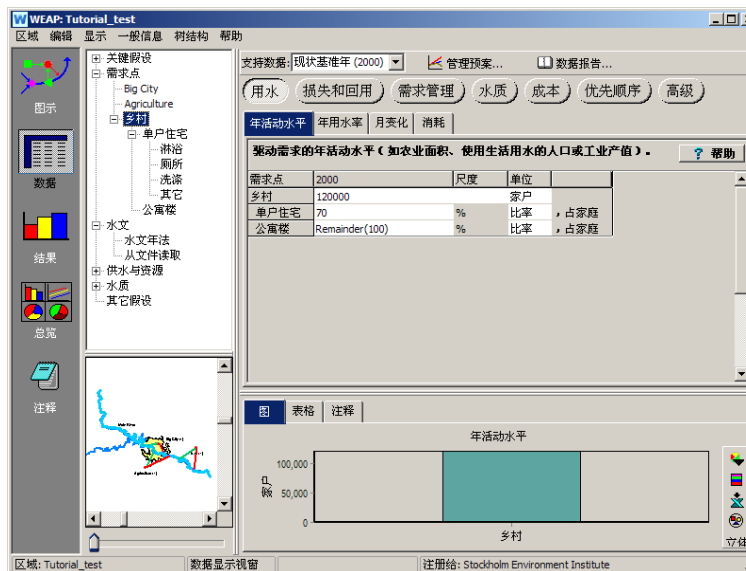 WEAP: Tutorial_test
区域 编辑 显示 一般信息 树结构 帮助
图示
数据
结果
总览
注释
关键假设
需求点
Big City
Agriculture
乡村
单户住宅
淋浴
厕所
洗涤
其它
公寓楼
水文
水文年法
从文件读取
供水与资源
水质
其它假设
支持数据: 现状基准年 (2000) 管理预案... 数据报告...
用水 损失和回用 需求管理 水质 成本 优先顺序 高级
年活动水平 年用水率 月变化 消耗
驱动需求的年活动水平(如农业面积、使用生活用水的人口或工业产值)。 ? 帮助
需求点 2000 尺度 单位
乡村 120000 家户
单户住宅 70 % 比率 ，占家庭
公寓楼 Remainder(100) % 比率 ，占家庭
图 表格 注释
年活动水平
100,000
50,000
0
家户
乡村
立体
区域: Tutorial_test 数据显示视窗 注册给: Stockholm Environment Institute